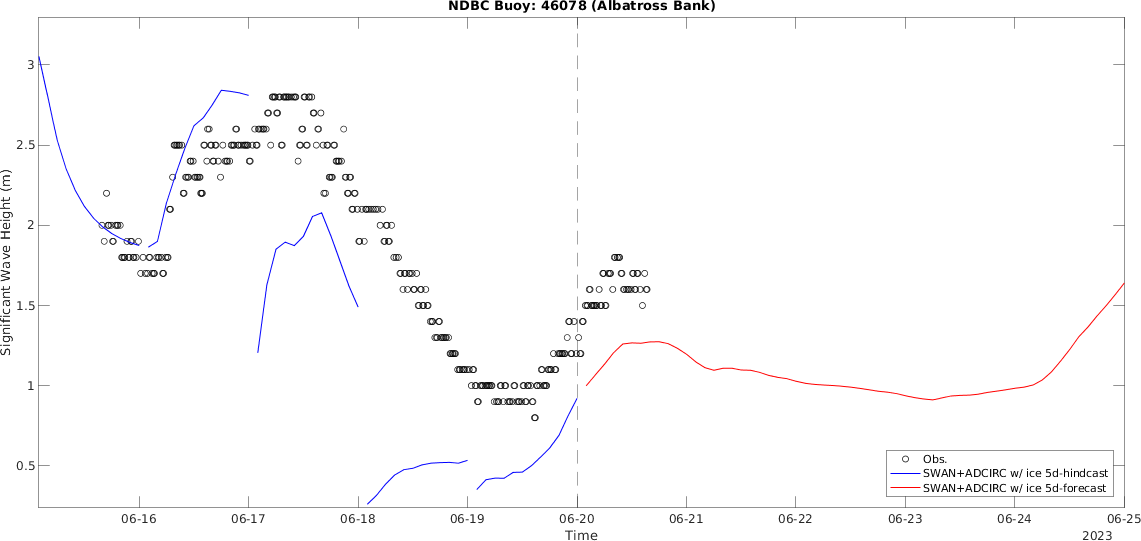 NDBC Buoy: 46078 (Albatross Bank)
Significant Wave Height (m)
3
2.5
2
1.5
1
0.5
Obs.
SWAN+ADCIRC w/ ice 5d-hindcast
SWAN+ADCIRC w/ ice 5d-forecast
06-16 06-17 06-18 06-19 06-20 06-21 06-22 06-23 06-24 06-25
Time
2023